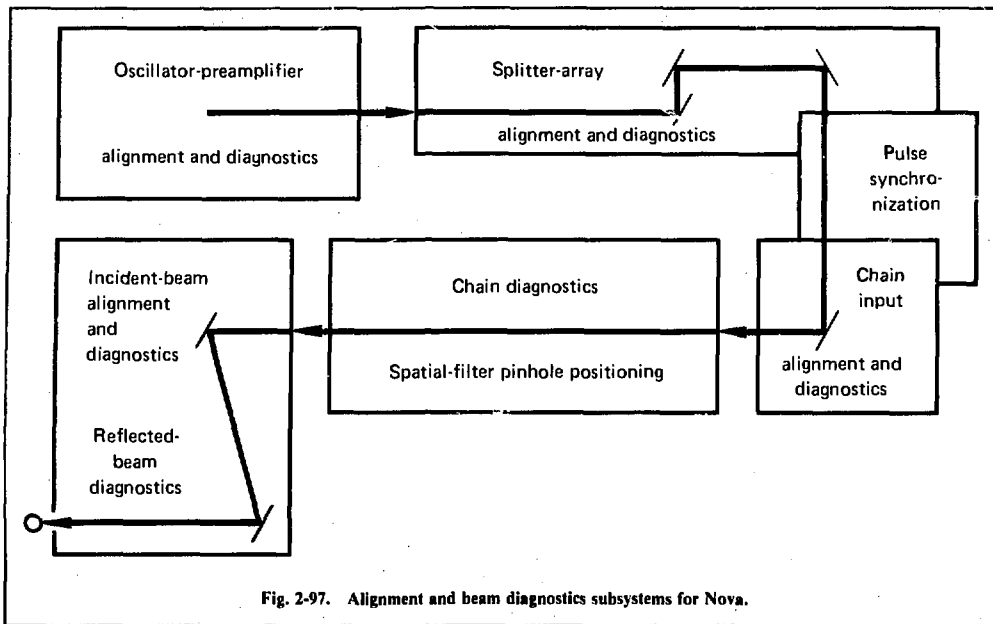 Oscillator-preamplifier
alignment and diagnostics
Splitter-array
alignment and diagnostics
Pulse
synchro-
nization
Chain
input
alignment and
diagnostics
Chain diagnostics
Spatial-filter pinhole positioning
Incident-beam
alignment
and
diagnostics
Reflected-
beam
diagnostics
Fig. 2-97. Alignment and beam diagnostics subsystems for Nova.